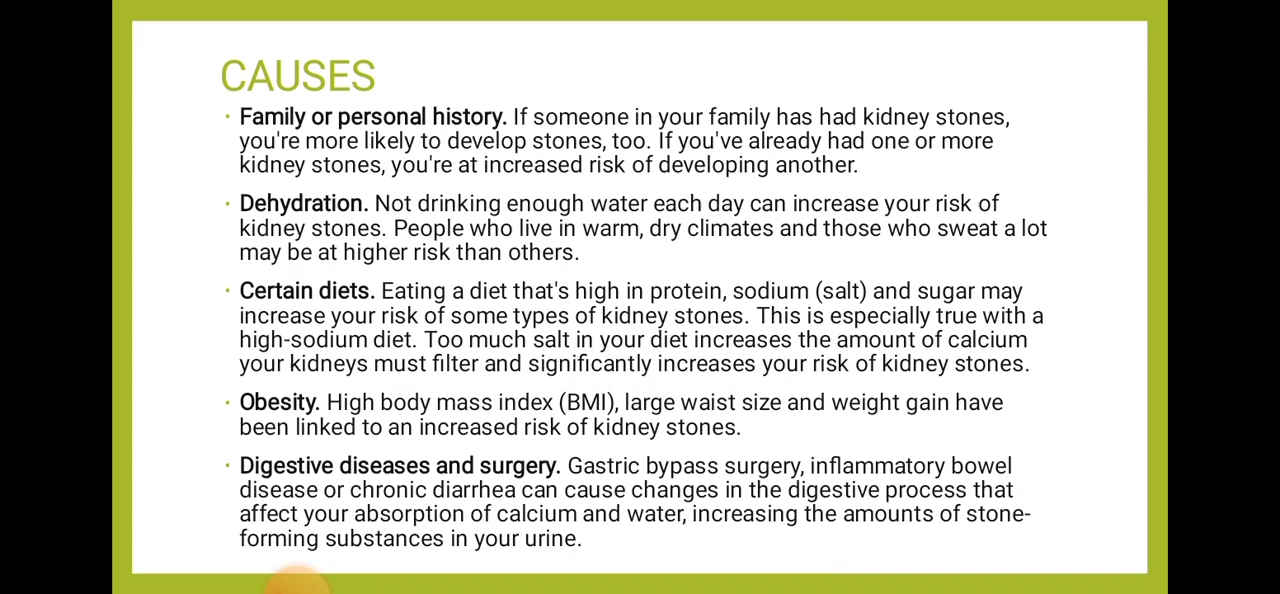 CAUSES
• Family or personal history. If someone in your family has had kidney stones,
you're more likely to develop stones, too. If you've already had one or more
kidney stones, you're at increased risk of developing another.
• Dehydration. Not drinking enough water each day can increase your risk of
kidney stones. People who live in warm, dry climates and those who sweat a lot
may be at higher risk than others.
• Certain diets. Eating a diet that's high in protein, sodium (salt) and sugar may
increase your risk of some types of kidney stones. This is especially true with a
high-sodium diet. Too much salt in your diet increases the amount of calcium
your kidneys must filter and significantly increases your risk of kidney stones.
• Obesity. High body mass index (BMI), large waist size and weight gain have
been linked to an increased risk of kidney stones.
• Digestive diseases and surgery. Gastric bypass surgery, inflammatory bowel
disease or chronic diarrhea can cause changes in the digestive process that
affect your absorption of calcium and water, increasing the amounts of stone-
forming substances in your urine.